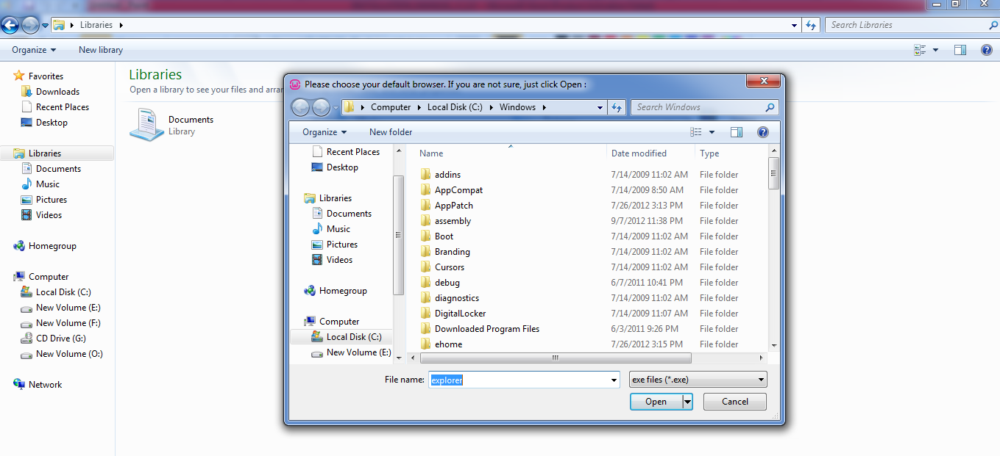 Libraries
Search Libraries
Organize
New library
Favorites
Downloads
Recent Places
Desktop
Libraries
Documents
Music
Pictures
Videos
Homegroup
Computer
Local Disk (C:)
New Volume (E:)
New Volume (F:)
CD Drive (G:)
New Volume (O:)
Network
Libraries
Open a library to see your files and arran
Documents
Library
Please choose your default browser. If you are not sure, just click Open :
Computer Local Disk (C:) Windows
Search Windows
Organize
New folder
Recent Places
Desktop
Libraries
Documents
Music
Pictures
Videos
Homegroup
Computer
Local Disk (C:)
New Volume (E:)
Name Date modified Type
addins 7/14/2009 11:02 AM File folder
AppCompat 7/14/2009 8:50 AM File folder
AppPatch 7/26/2012 3:13 PM File folder
assembly 9/7/2012 11:38 PM File folder
Boot 7/14/2009 11:02 AM File folder
Branding 7/14/2009 11:02 AM File folder
Cursors 7/14/2009 11:02 AM File folder
debug 6/7/2011 10:41 PM File folder
diagnostics 7/14/2009 11:02 AM File folder
DigitalLocker 7/14/2009 11:07 AM File folder
Downloaded Program Files 6/3/2011 9:26 PM File folder
ehome 7/26/2012 3:15 PM File folder
File name: explorer
exe files (*.exe)
Open
Cancel